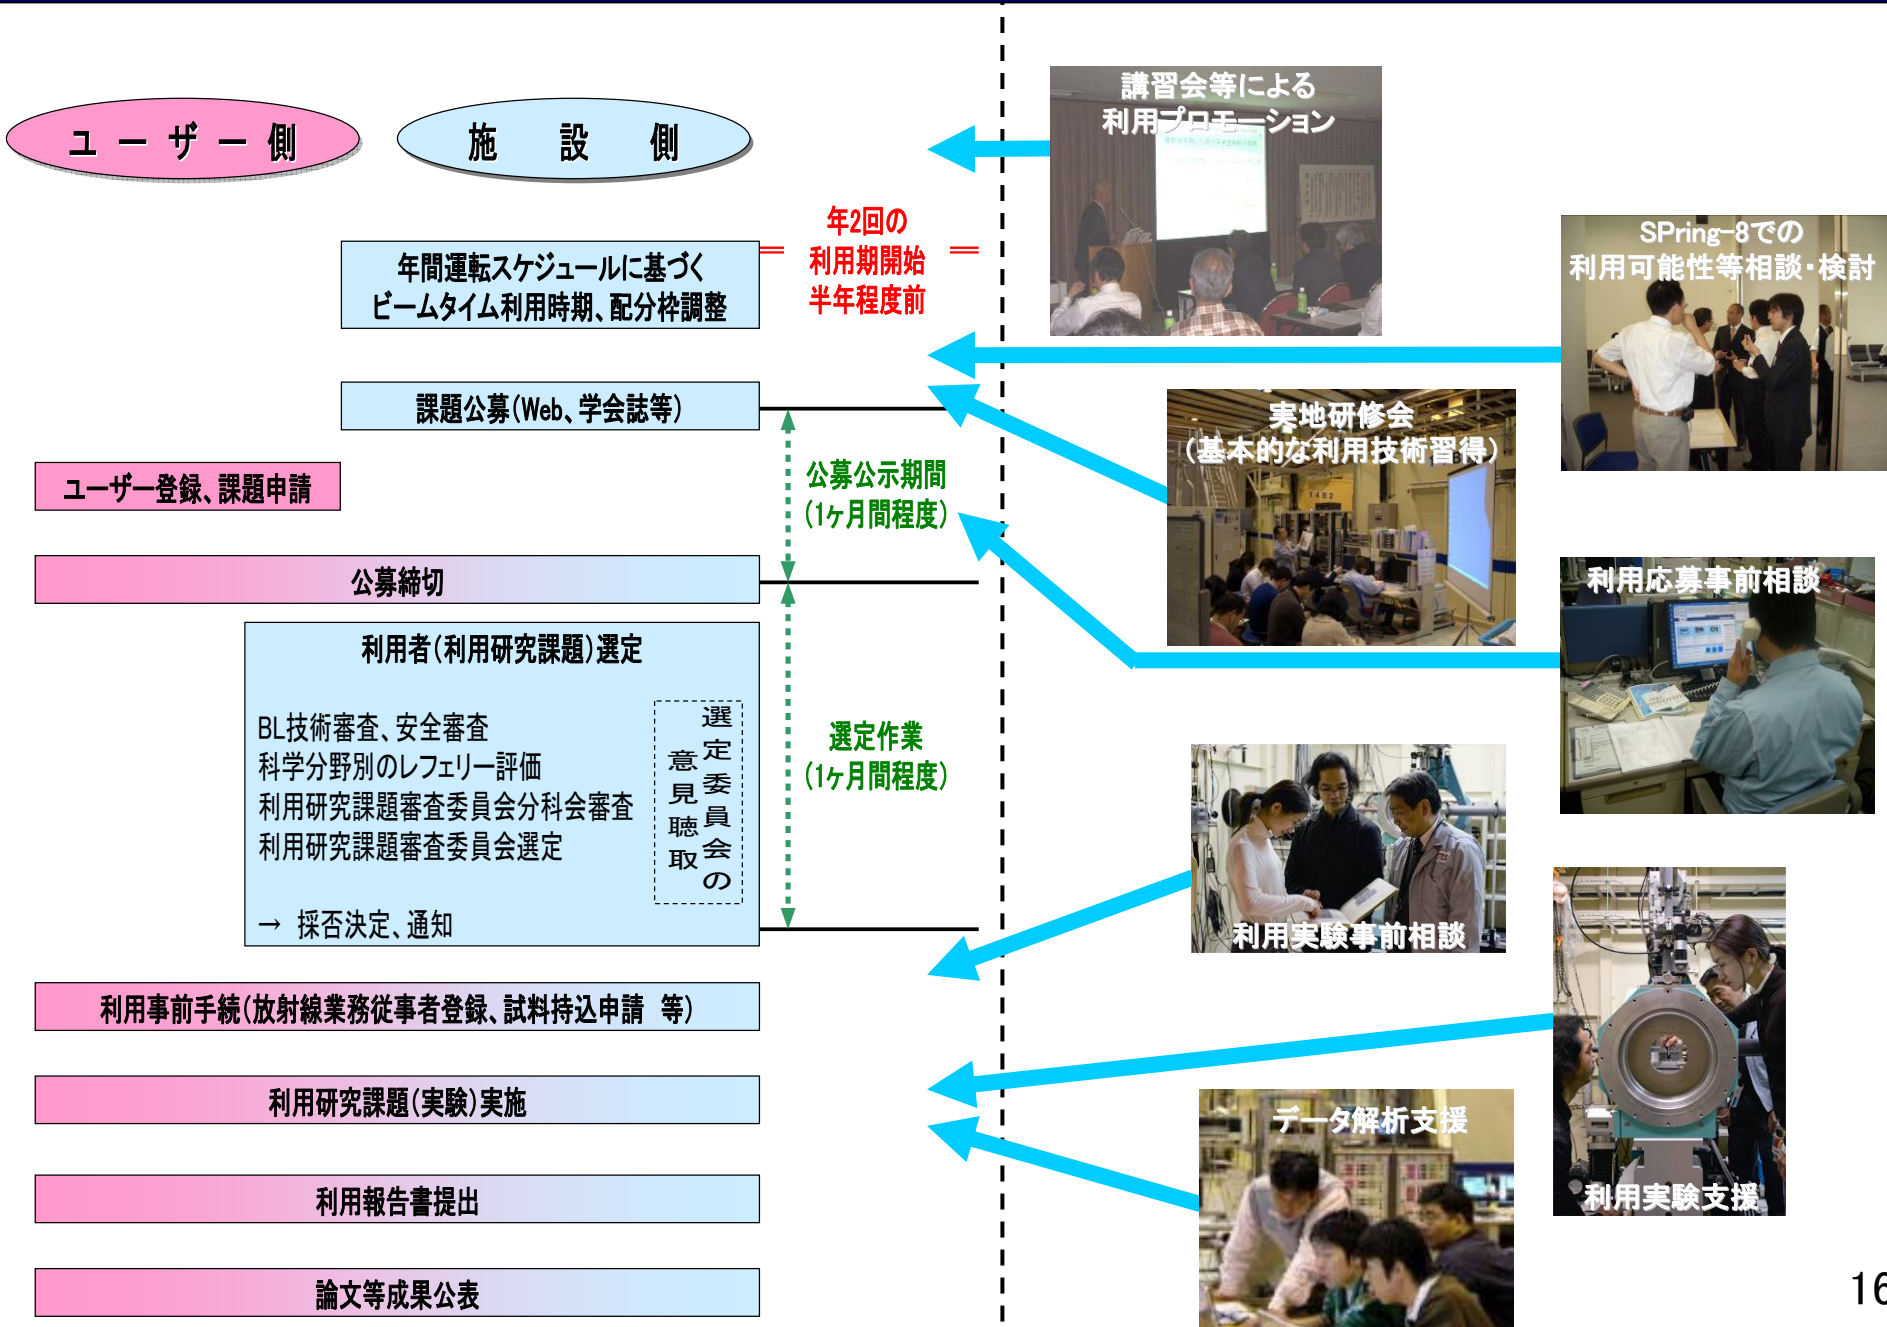 ユーザー側
施設側
年間運転スケジュールに基づく
ビームタイム利用時期、配分枠調整
年2回の
利用期開始
半年程度前
課題公募(Web、学会誌等)
ユーザー登録、課題申請
公募公示期間
(1ヶ月間程度)
公募締切
利用者(利用研究課題)選定
BL技術審査、安全審査
科学分野別のレフェリー評価
利用研究課題審査委員会分科会審査
利用研究課題審査委員会選定
→ 採否決定、通知
選定委員会の
意見聴取
選定作業
(1ヶ月間程度)
利用事前手続(放射線業務従事者登録、試料持込申請 等)
利用研究課題(実験)実施
利用報告書提出
論文等成果公表
講習会等による
利用プロモーション
SPring-8での
利用可能性等相談・検討
実地研修会
(基本的な利用技術習得)
利用応募事前相談
利用実験事前相談
利用実験支援
データ解析支援
16